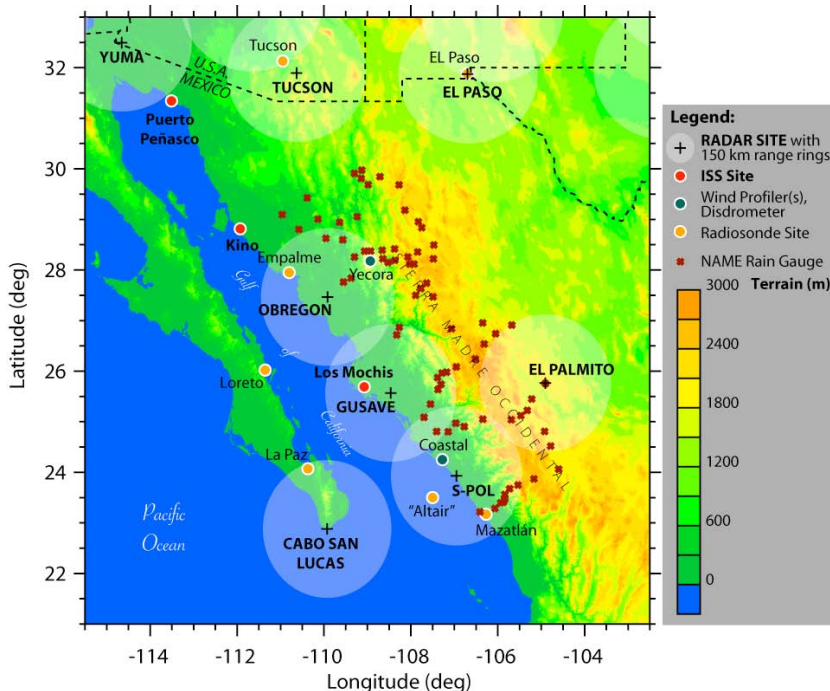 32
30
28
26
24
22
Latitude (deg)
-114
-112
-110
-108
-106
-104
Longitude (deg)
YUMA
U.S.A.
MEXICO
Tucson
TUCSON
El Paso
EL PASO
Puerto
Peñasco
Kino
Empalme
Yecora
OBREGON
Gulf
of
California
SIERRA MADRE OCCIDENTAL
Los Mochis
GUSAVE
EL PALMITO
Loreto
Coastal
La Paz
S-POL
"Altair"
Mazatlán
CABO SAN
LUCAS
Pacific
Ocean
Legend:
RADAR SITE with
150 km range rings
ISS Site
Wind Profiler(s),
Disdrometer
Radiosonde Site
NAME Rain Gauge
Terrain (m)
3000
2400
1800
1200
600
0